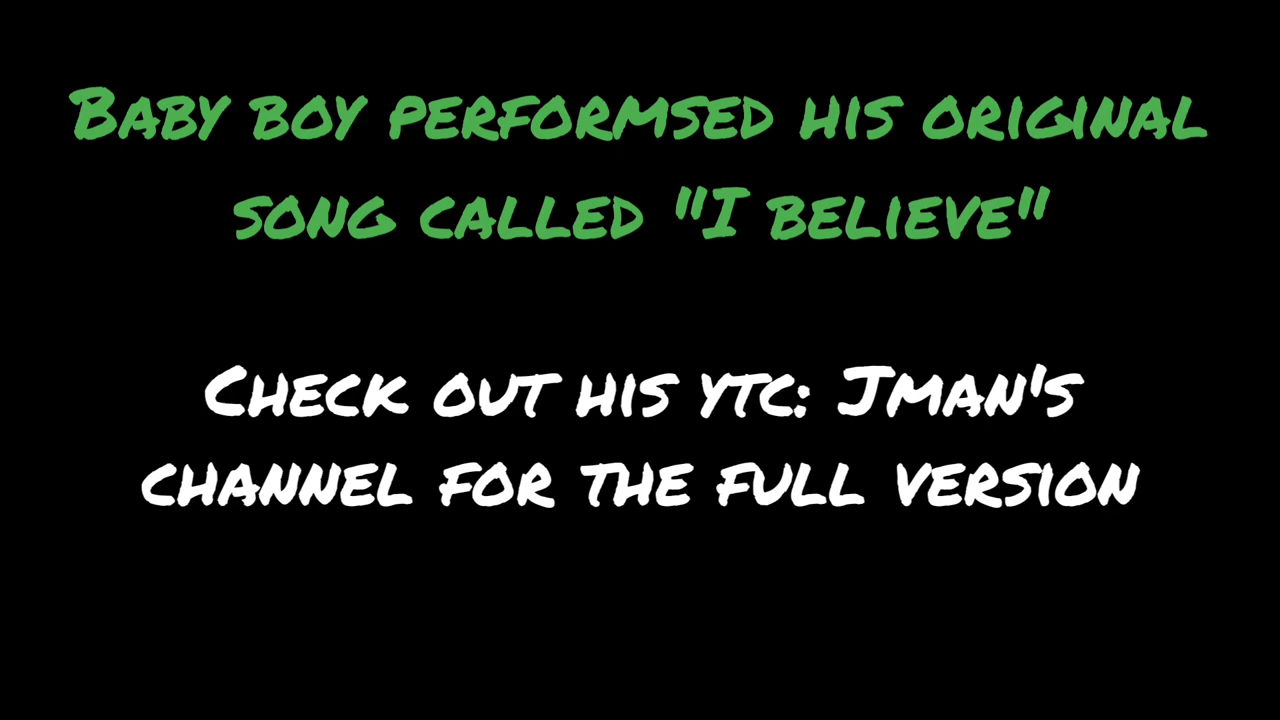 Baby boy performsed his original
song called "I believe"
Check out his ytc: Jman's
channel for the full version